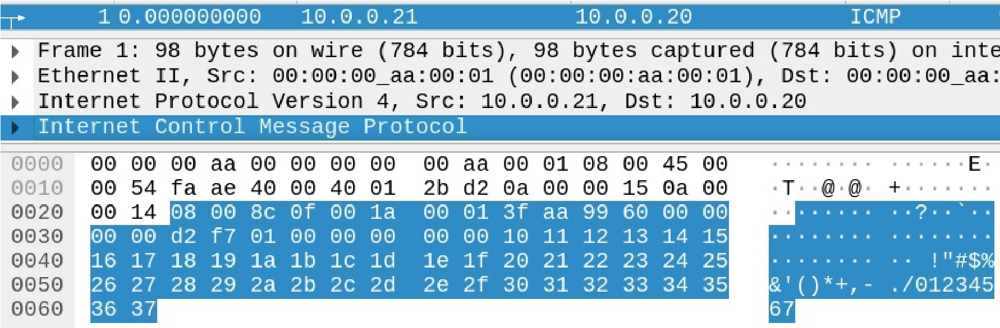 1 0.000000000 10.0.0.21 10.0.0.20 ICMP
Frame 1: 98 bytes on wire (784 bits), 98 bytes captured (784 bits) on inte
Ethernet II, Src: 00:00:00_aa:00:01 (00:00:00:aa:00:01), Dst: 00:00:00_aa:
Internet Protocol Version 4, Src: 10.0.0.21, Dst: 10.0.0.20
Internet Control Message Protocol
0000 00 00 00 aa 00 00 00 00 00 aa 00 01 08 00 45 00 ········ ······E·
0010 00 54 fa ae 40 00 40 01 2b d2 0a 00 00 15 0a 00 ·T··@·@· +·······
0020 00 14 08 00 8c 0f 00 1a 00 01 3f aa 99 60 00 00 ········ ··?··`··
0030 00 00 d2 f7 01 00 00 00 00 00 10 11 12 13 14 15 ········ ········
0040 16 17 18 19 1a 1b 1c 1d 1e 1f 20 21 22 23 24 25 ········ ·· !"#$%
0050 26 27 28 29 2a 2b 2c 2d 2e 2f 30 31 32 33 34 35 &'()*+,- ./012345
0060 36 37 67